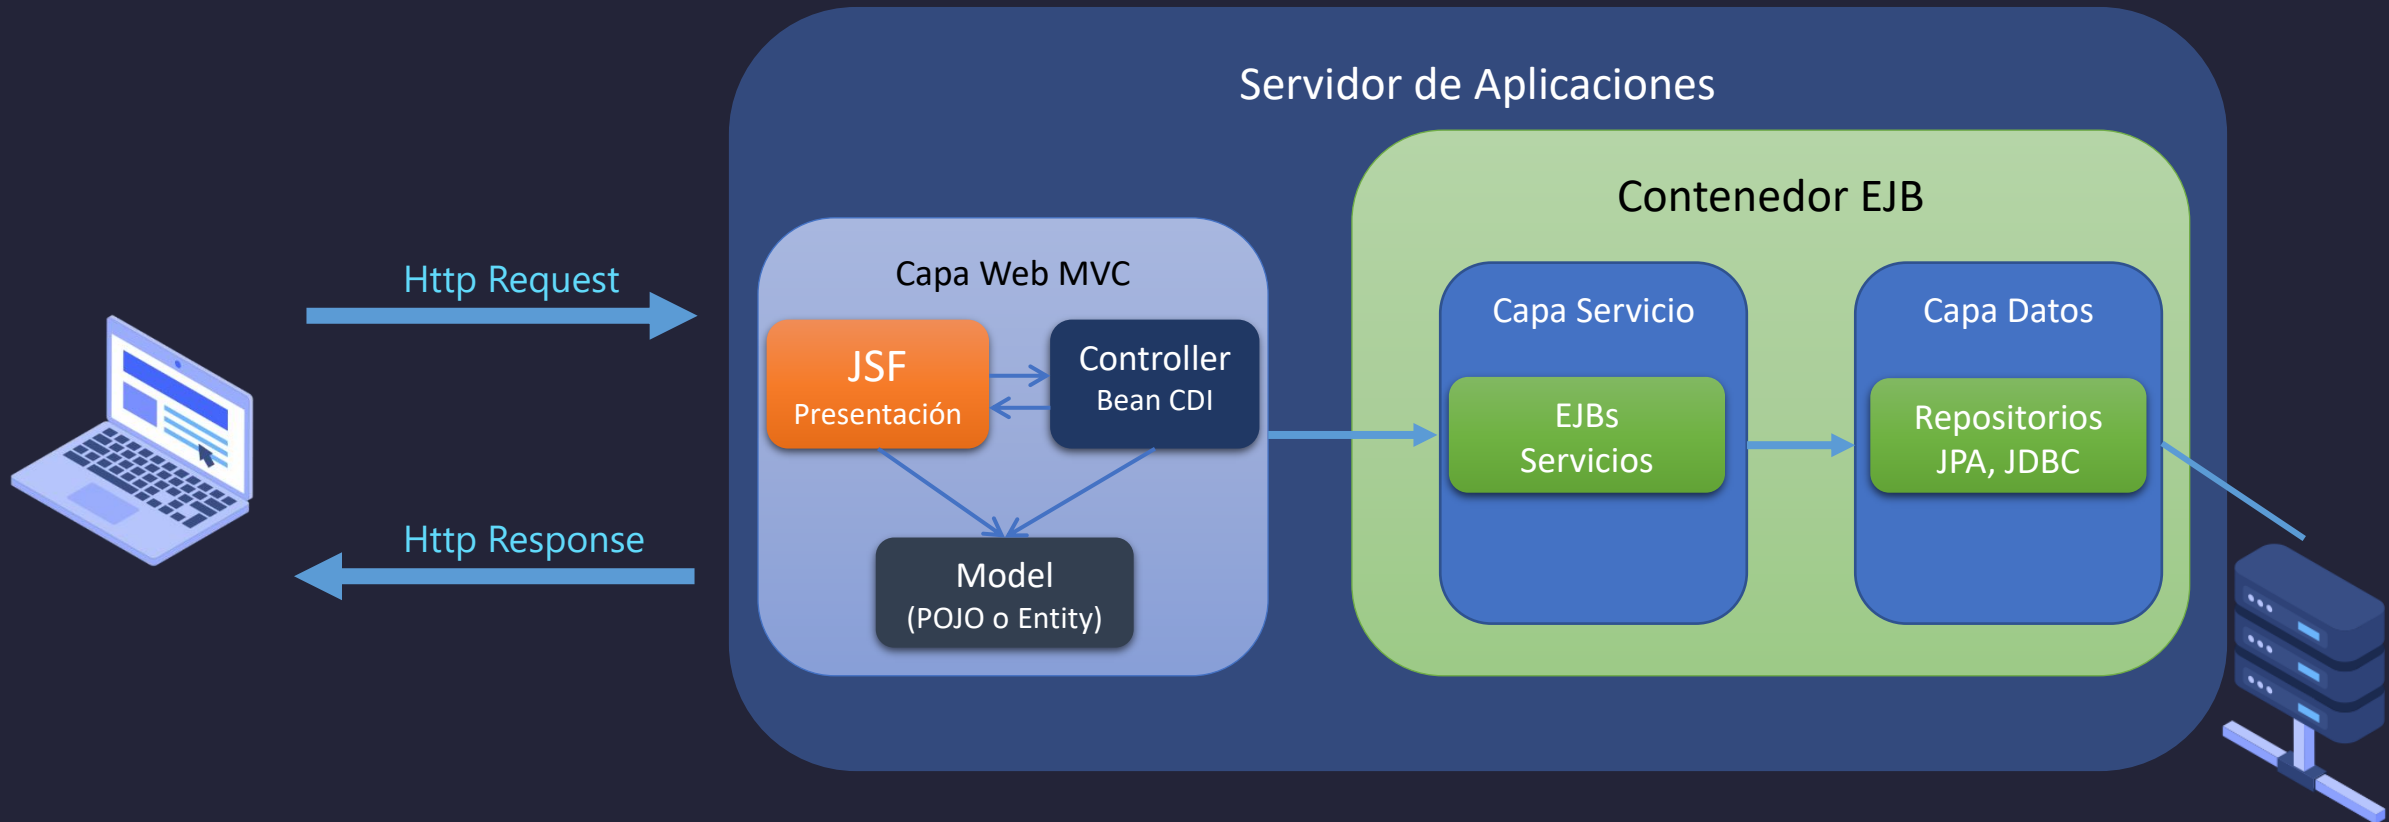 Servidor de Aplicaciones
Contenedor EJB
Http Request
Capa Web MVC
JSF
Presentación
Controller
Bean CDI
Capa Servicio
EJBs
Servicios
Capa Datos
Repositorios
JPA, JDBC
Http Response
Model
(POJO o Entity)